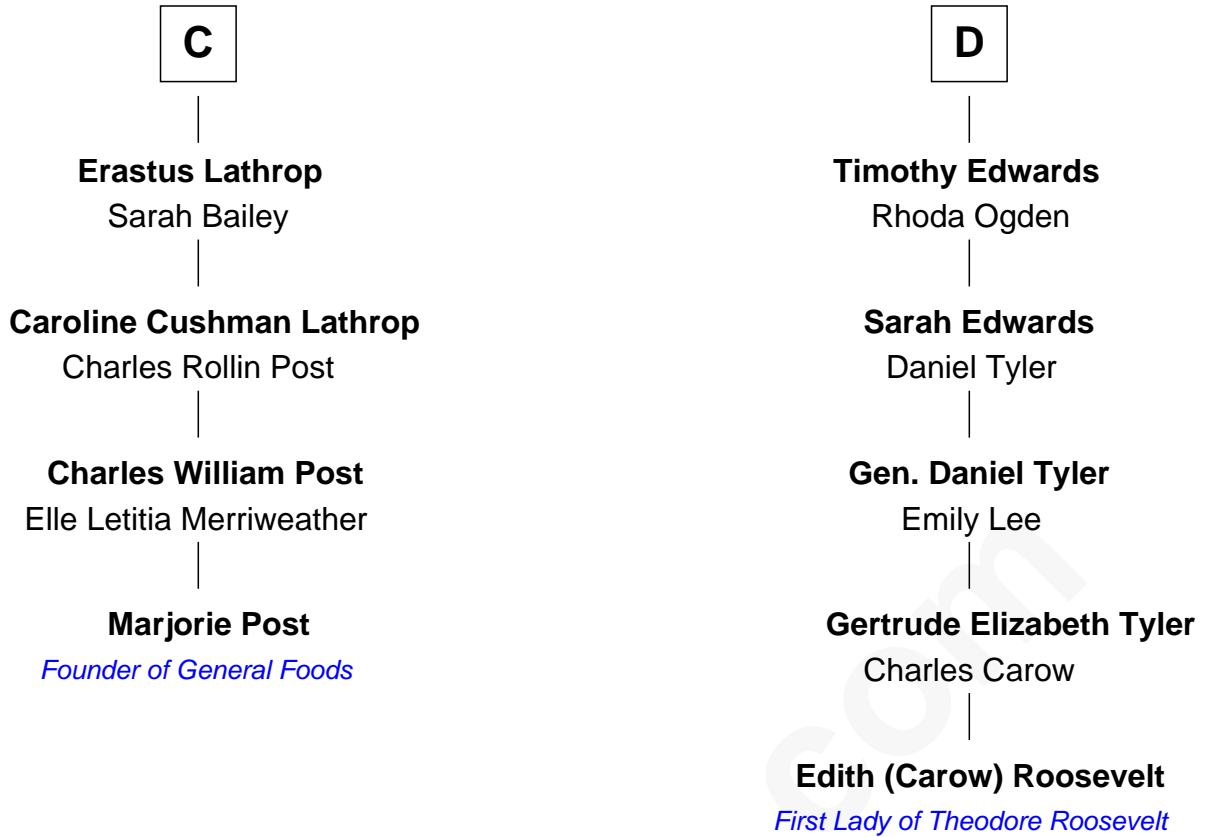 C
Erastus Lathrop
Sarah Bailey
Caroline Cushman Lathrop
Charles Rollin Post
Charles William Post
Elle Letitia Merriweather
Marjorie Post
Founder of General Foods
D
Timothy Edwards
Rhoda Ogden
Sarah Edwards
Daniel Tyler
Gen. Daniel Tyler
Emily Lee
Gertrude Elizabeth Tyler
Charles Carow
Edith (Carow) Roosevelt
First Lady of Theodore Roosevelt
com